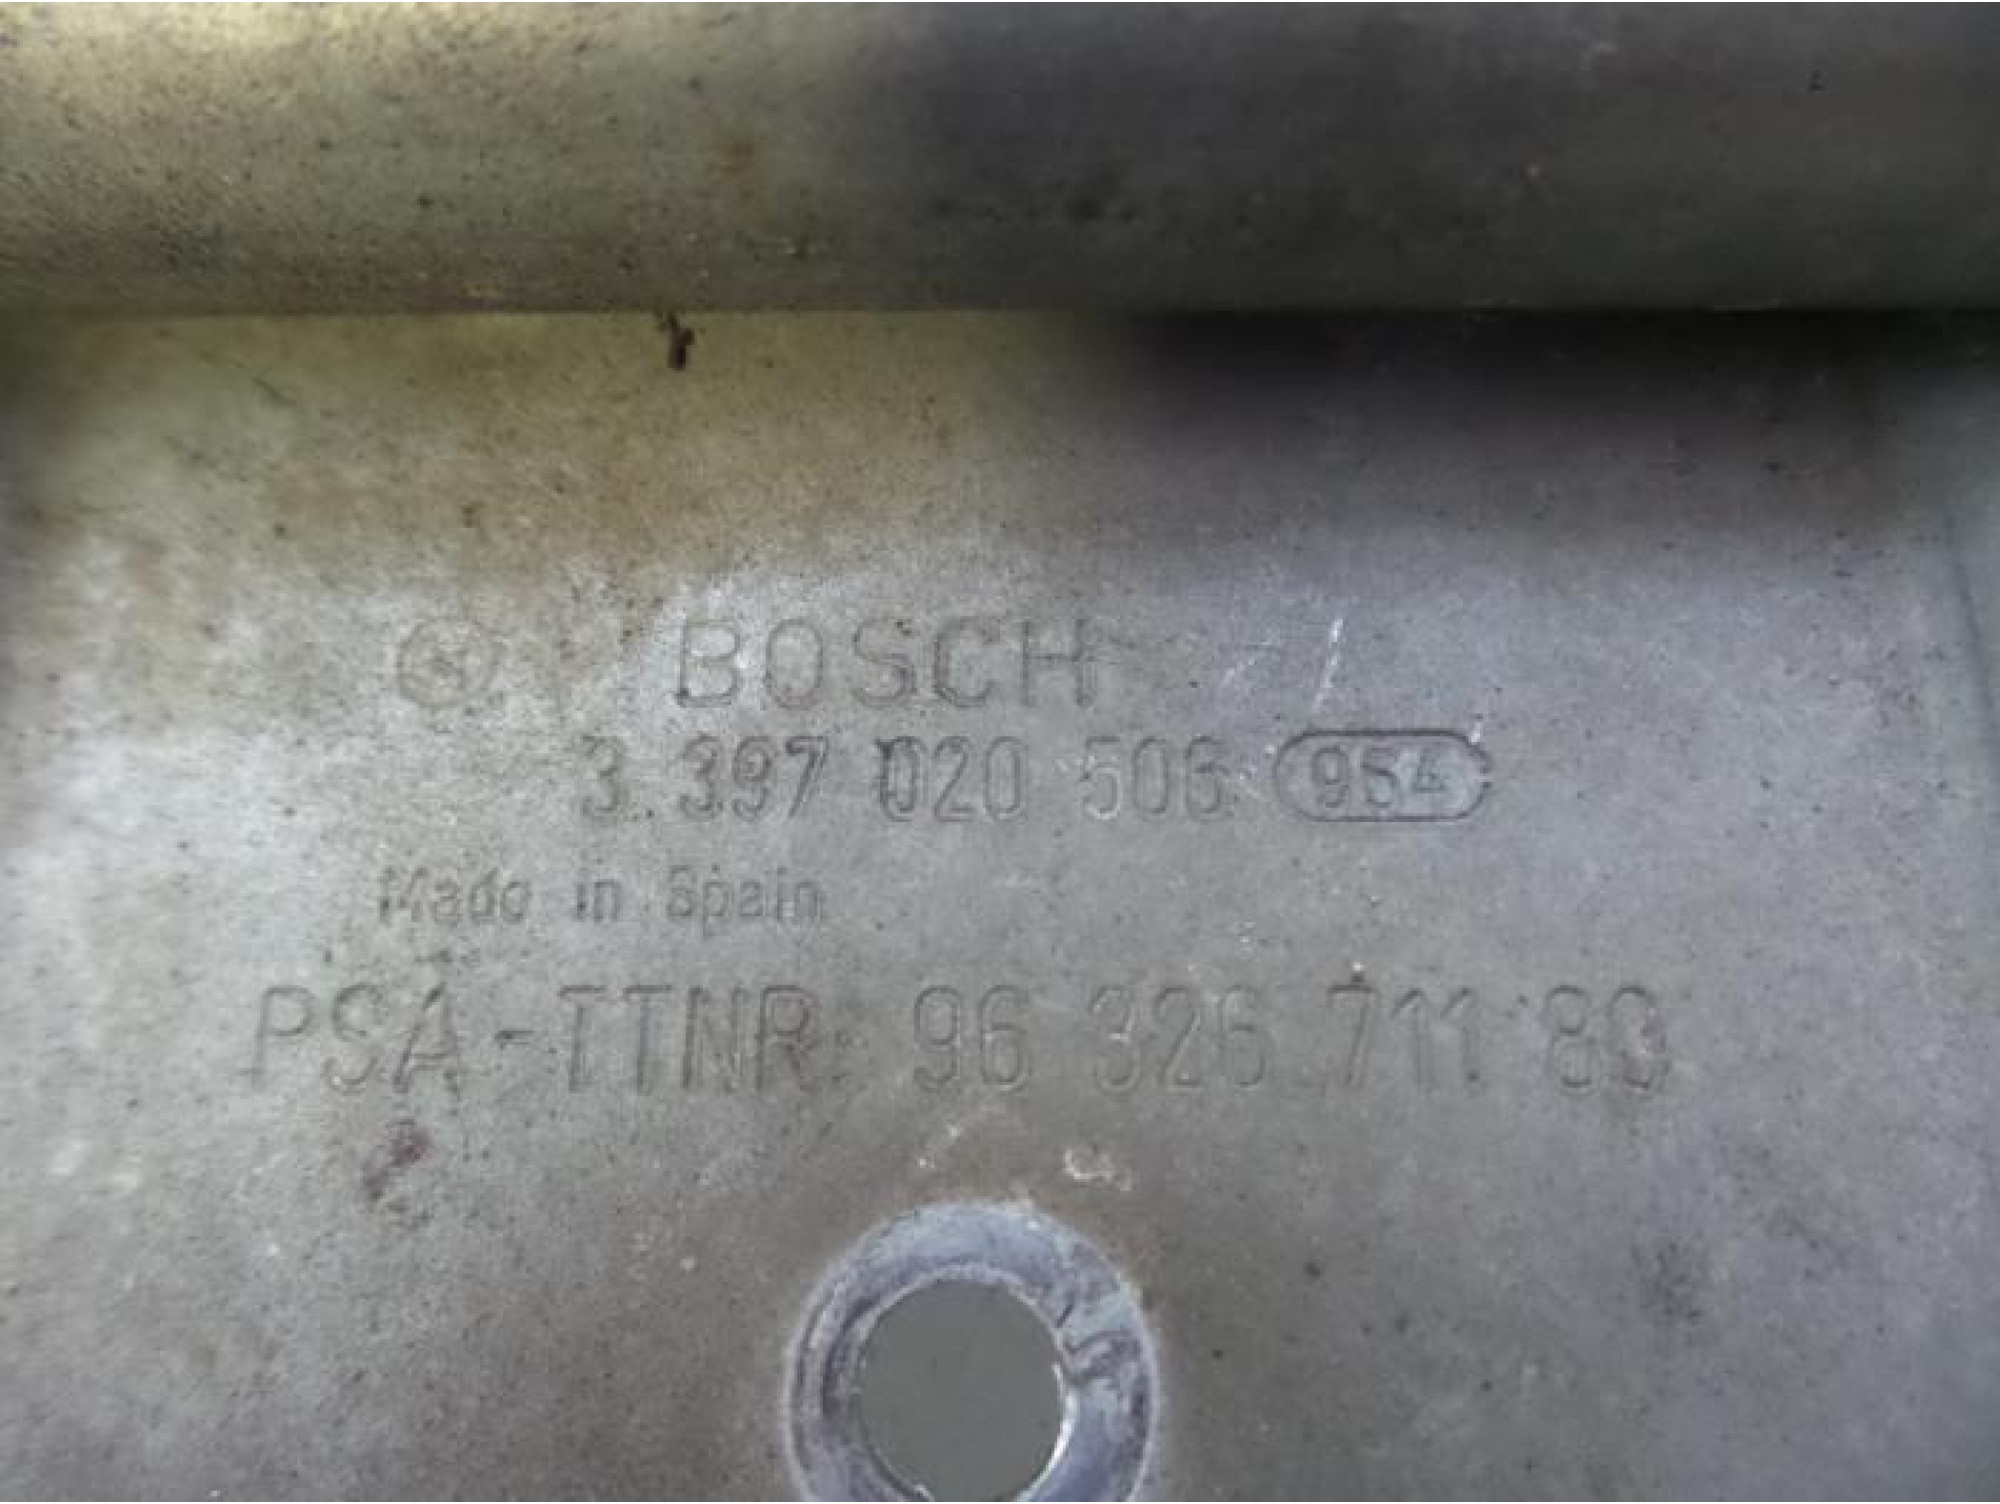 BOSCH
3 397 020 506 954
Made in Spain
PSA-TTNR: 96 326 711 80